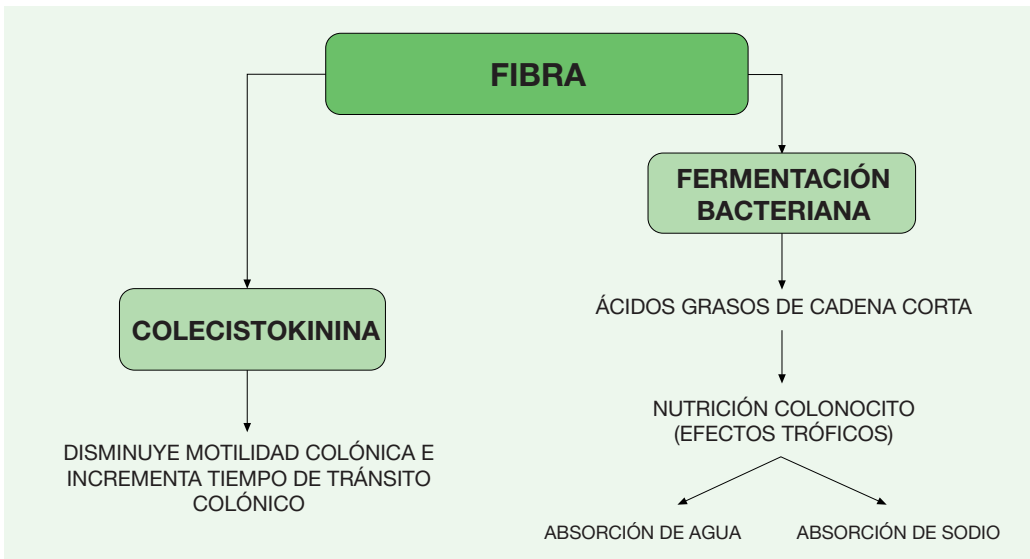 FIBRA
FERMENTACIÓN
BACTERIANA
COLECISTOKININA
ÁCIDOS GRASOS DE CADENA CORTA
NUTRICIÓN COLONOCITO
(EFECTOS TRÓFICOS)
DISMINUYE MOTILIDAD COLÓNICA E
INCREMENTA TIEMPO DE TRÁNSITO
COLÓNICO
ABSORCIÓN DE AGUA
ABSORCIÓN DE SODIO